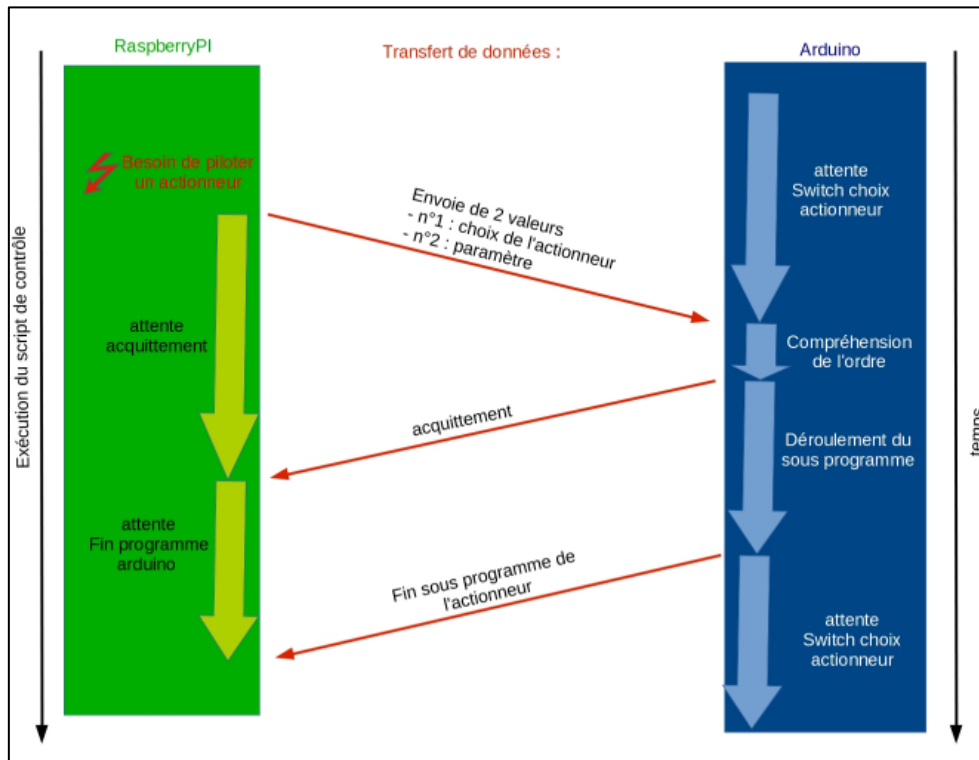 RaspberryPI
Transfert de données :
Arduino
Exécution du script de contrôle
Besoin de piloter
un actionneur
attente
acquittement
attente
Fin programme
arduino
Envoie de 2 valeurs
- n°1 : choix de l'actionneur
- n°2 : paramètre
acquittement
Fin sous programme de
l'actionneur
attente
Switch choix
actionneur
Compréhension
de l'ordre
Déroulement du
sous programme
attente
Switch choix
actionneur
temps